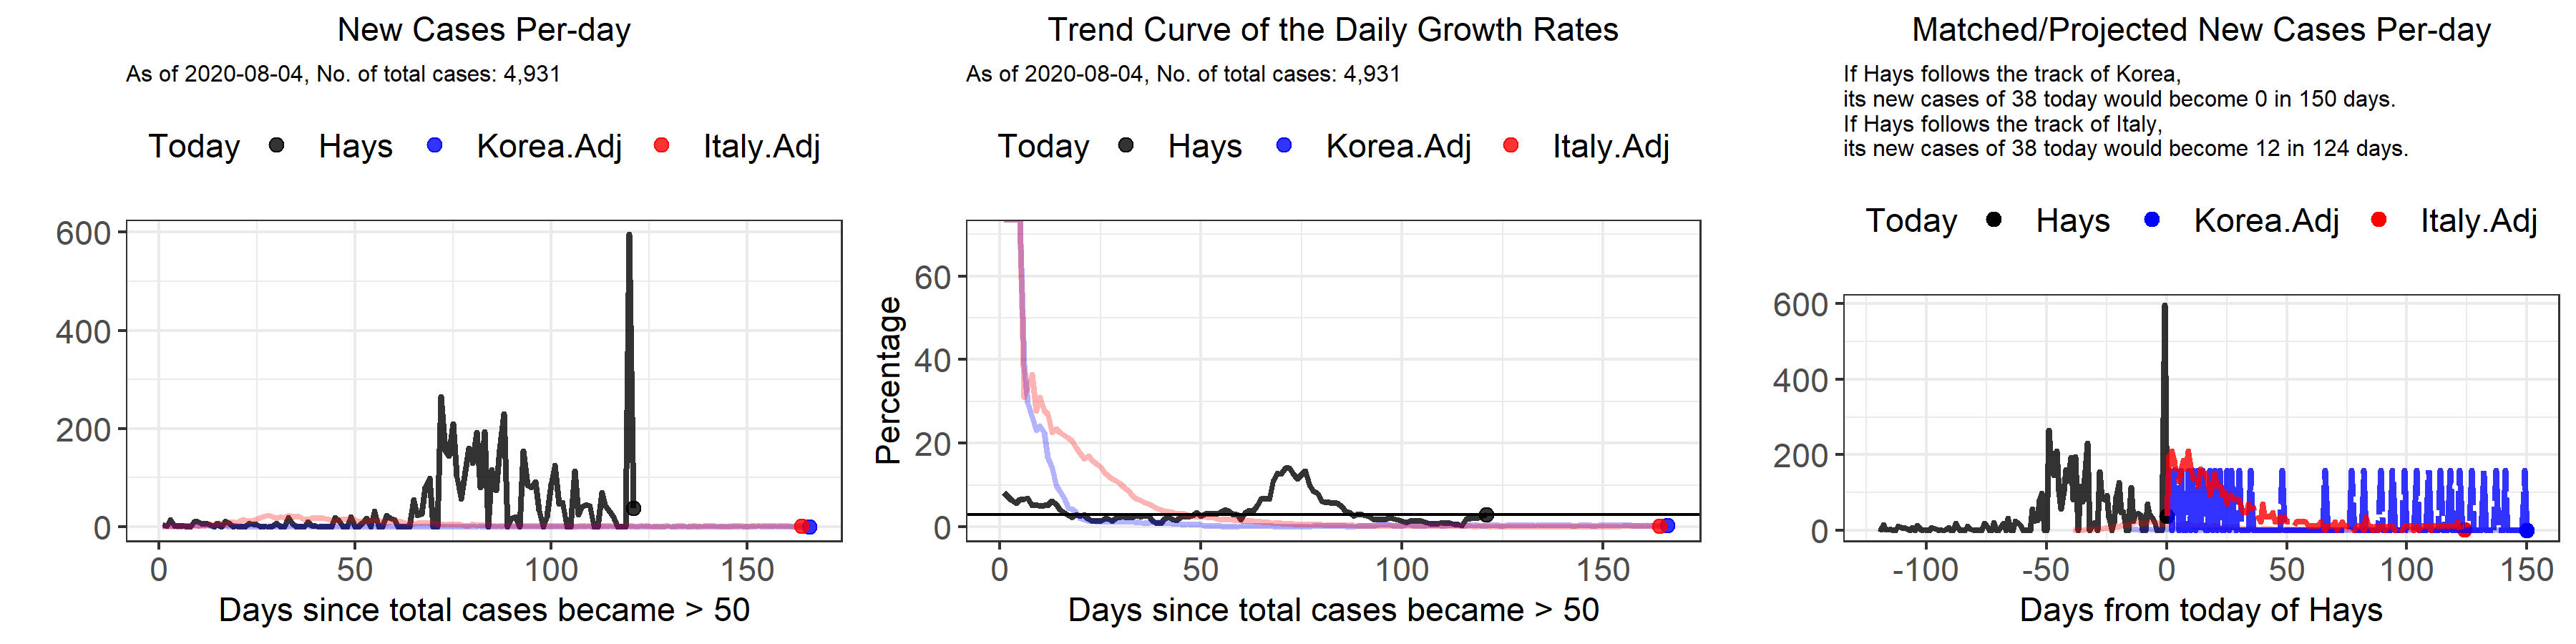 New Cases Per-day
As of 2020-08-04, No. of total cases: 4,931
Today Hays Korea.Adj Italy.Adj
600
400
200
0
0 50 100 150
Days since total cases became > 50
Trend Curve of the Daily Growth Rates
As of 2020-08-04, No. of total cases: 4,931
Today Hays Korea.Adj Italy.Adj
Percentage
60
40
20
0
0 50 100 150
Days since total cases became > 50
Matched/Projected New Cases Per-day
If Hays follows the track of Korea,
its new cases of 38 today would become 0 in 150 days.
If Hays follows the track of Italy,
its new cases of 38 today would become 12 in 124 days.
Today Hays Korea.Adj Italy.Adj
600
400
200
0
-100 -50 0 50 100 150
Days from today of Hays